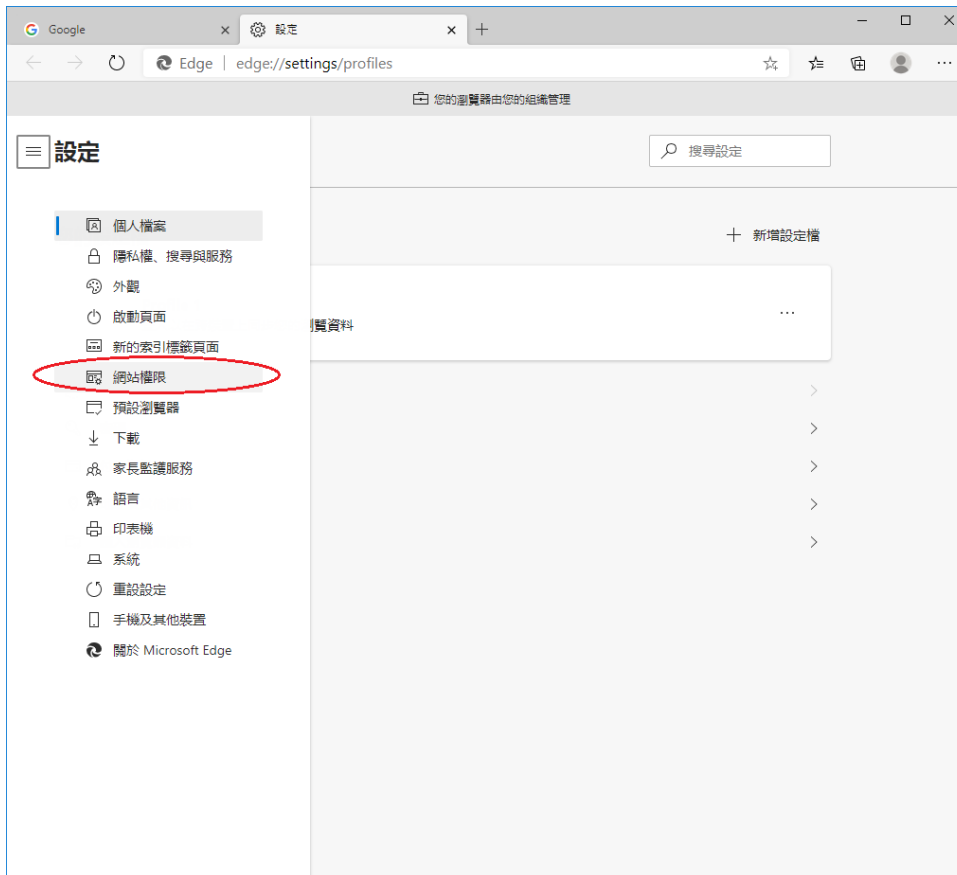 Google
設定
Edge | edge://settings/profiles
您的瀏覽器由您的組織管理
設定
搜尋設定
個人檔案
新增設定檔
隱私權、搜尋與服務
外觀
啟動頁面
覽資料
新的索引標籤頁面
網站權限
預設瀏覽器
下載
家長監護服務
語言
印表機
系統
重設設定
手機及其他裝置
關於 Microsoft Edge